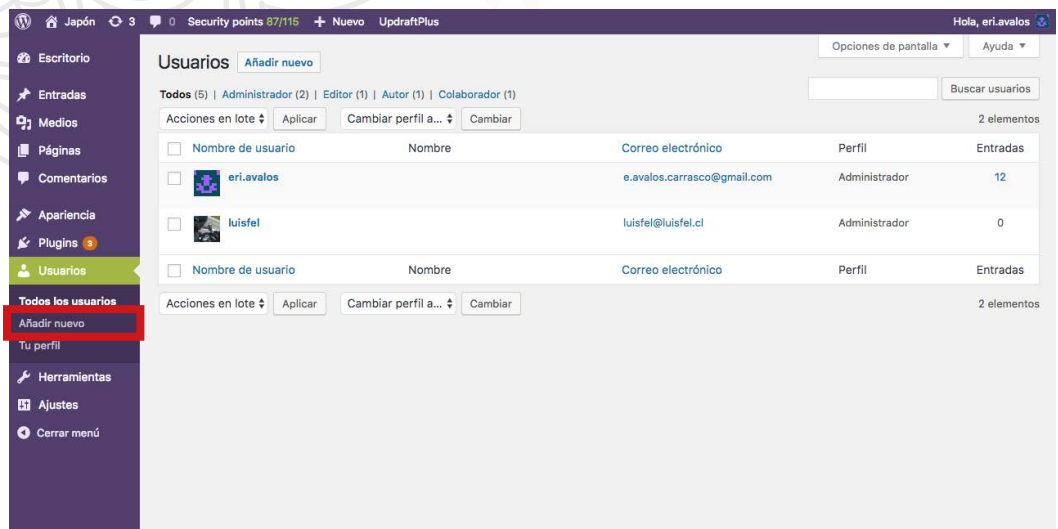 Japón 3 0 Security points 87/115 + Nuevo UpdraftPlus Hola, eri.avalos
Opciones de pantalla ▼ Ayuda ▼
Escritorio
Entradas
Medios
Páginas
Comentarios
Apariencia
Plugins 3
Usuarios
Todos los usuarios
Añadir nuevo
Tu perfil
Herramientas
Ajustes
Cerrar menú
Usuarios Añadir nuevo
Todos (5) | Administrador (2) | Editor (1) | Autor (1) | Colaborador (1)
Buscar usuarios
Acciones en lote Aplicar Cambiar perfil a... Cambiar 2 elementos
Nombre de usuario Nombre Correo electrónico Perfil Entradas
eri.avalos e.avalos.carrasco@gmail.com Administrador 12
luisfel luisfel@luisfel.cl Administrador 0
Nombre de usuario Nombre Correo electrónico Perfil Entradas
Acciones en lote Aplicar Cambiar perfil a... Cambiar 2 elementos